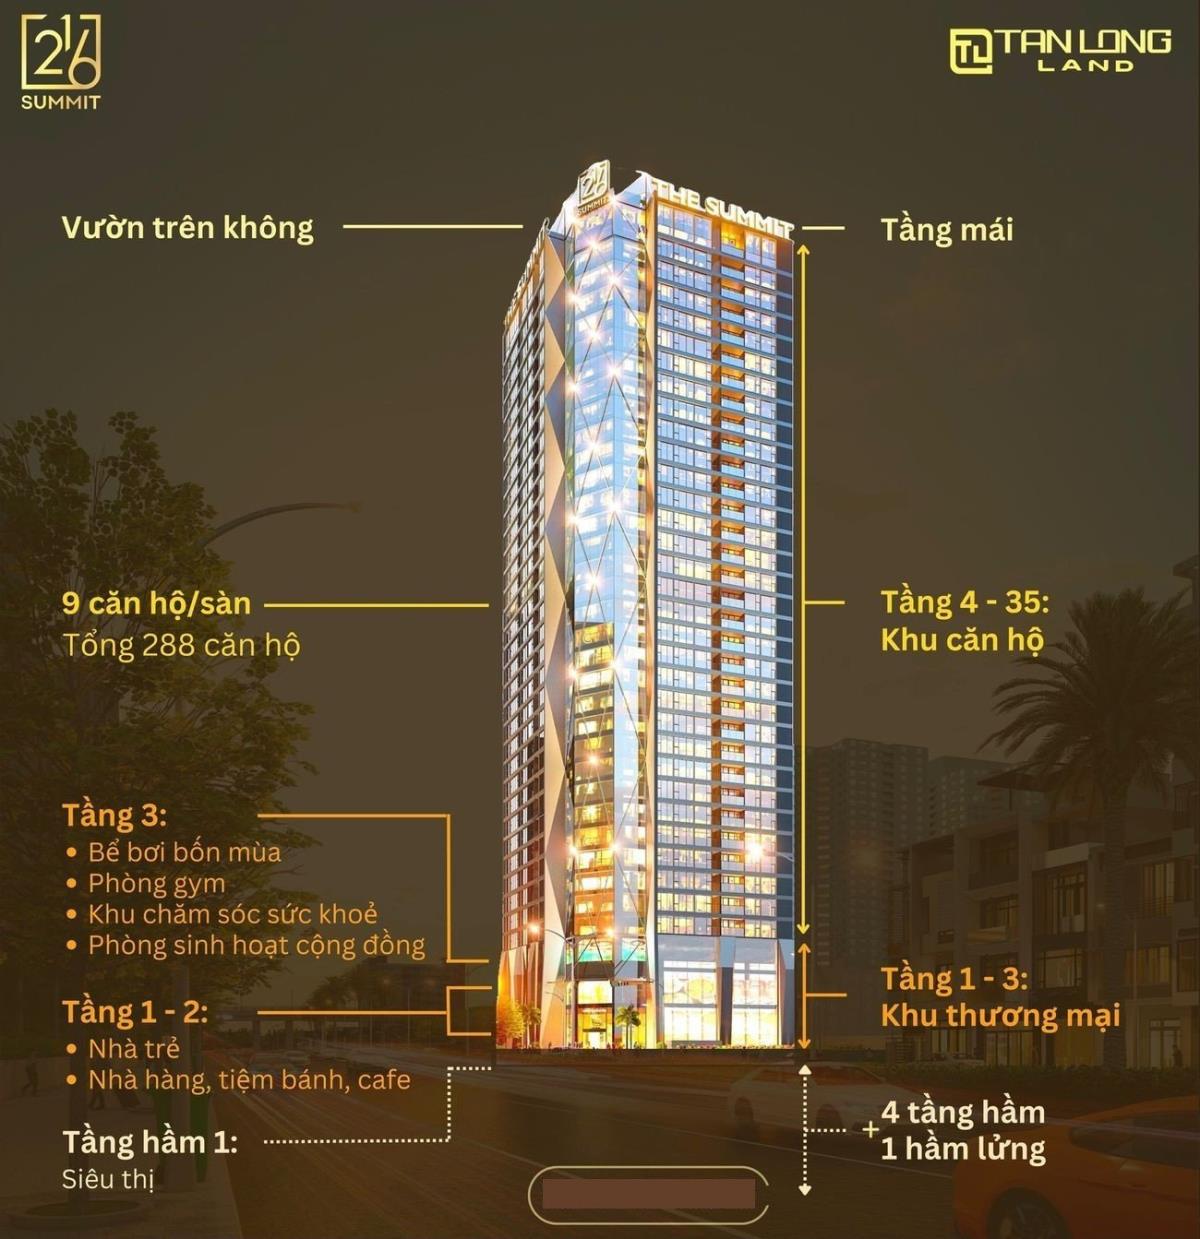 216
SUMMIT
TAN LONG
LAND
216
SUMMIT
THE SUMMIT
Vườn trên không
Tầng mái
9 căn hộ/sàn
Tổng 288 căn hộ
Tầng 4 - 35:
Khu căn hộ
Tầng 3:
• Bể bơi bốn mùa
• Phòng gym
• Khu chăm sóc sức khoẻ
• Phòng sinh hoạt cộng đồng
Tầng 1 - 2:
• Nhà trẻ
• Nhà hàng, tiệm bánh, cafe
Tầng 1 - 3:
Khu thương mại
Tầng hầm 1:
Siêu thị
+ 4 tầng hầm
1 hầm lửng